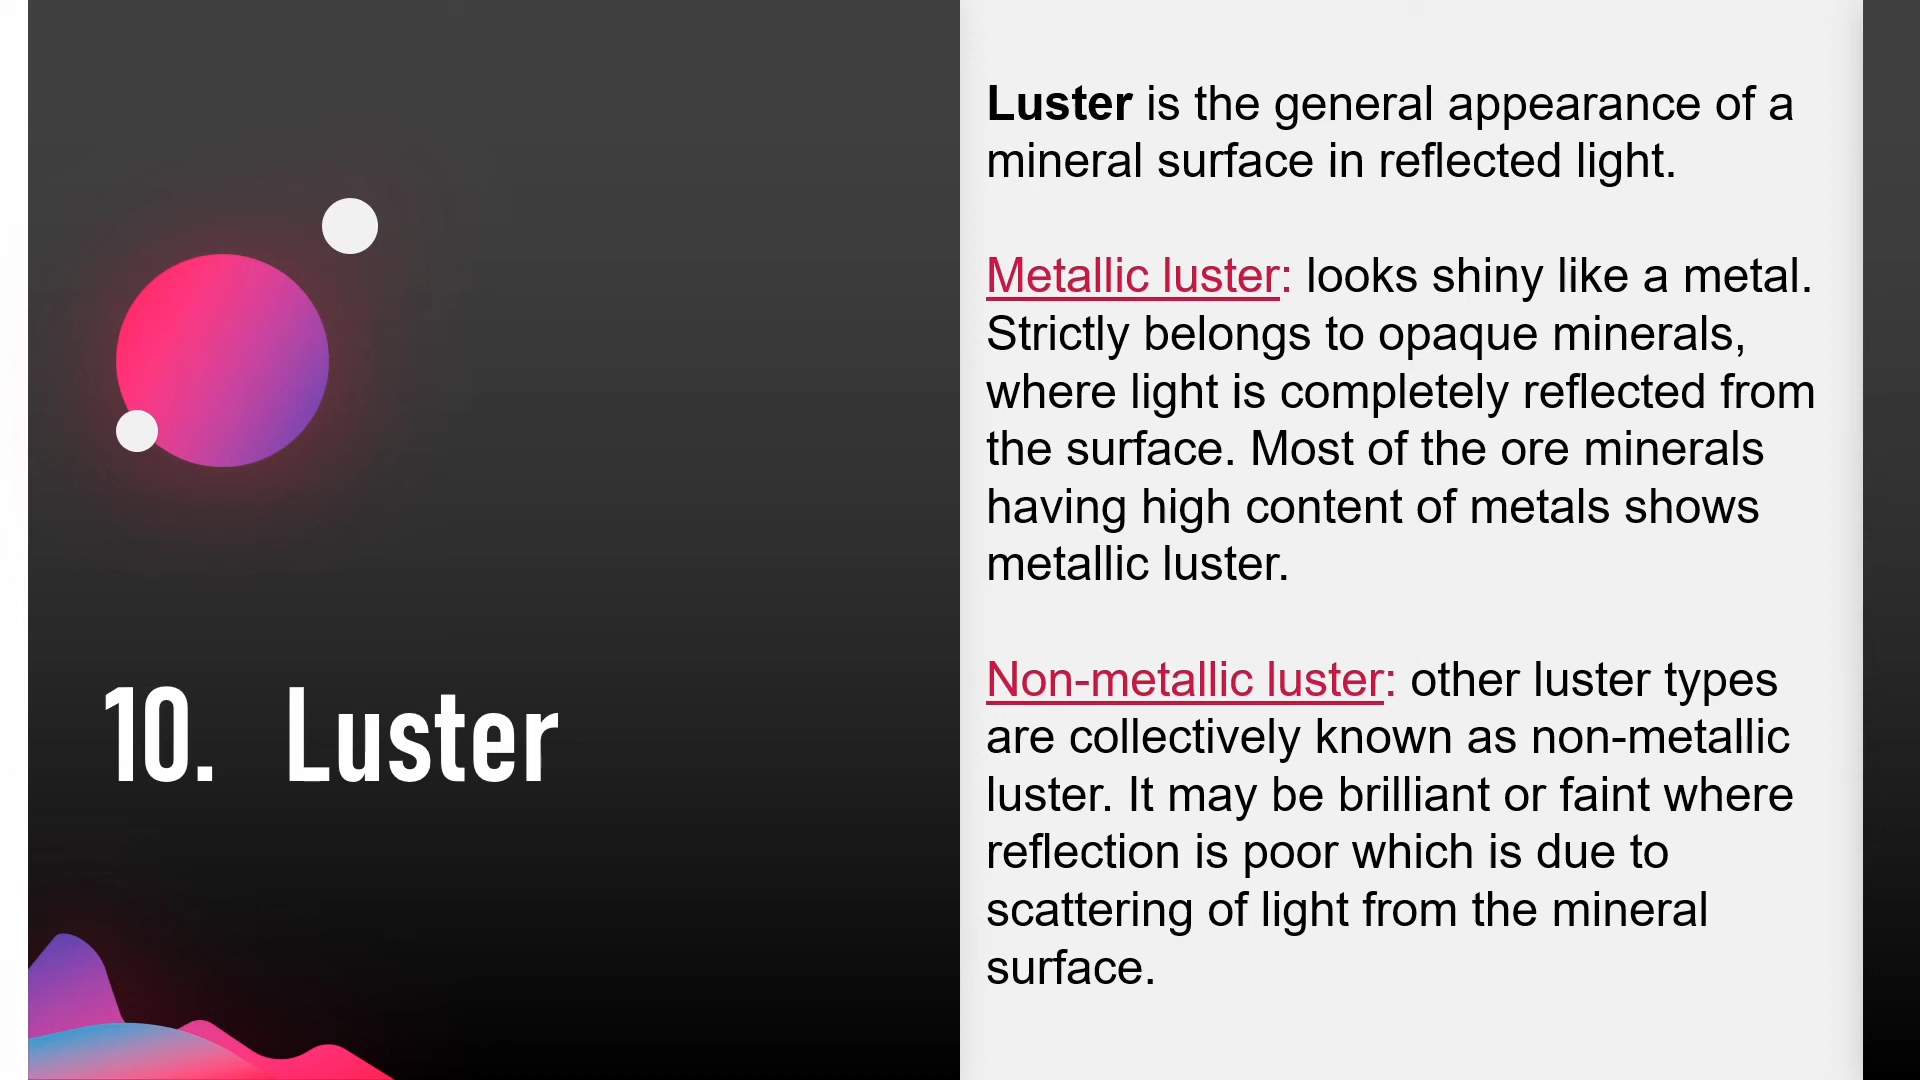 10. Luster
Luster is the general appearance of a
mineral surface in reflected light.
Metallic luster: looks shiny like a metal.
Strictly belongs to opaque minerals,
where light is completely reflected from
the surface. Most of the ore minerals
having high content of metals shows
metallic luster.
Non-metallic luster: other luster types
are collectively known as non-metallic
luster. It may be brilliant or faint where
reflection is poor which is due to
scattering of light from the mineral
surface.